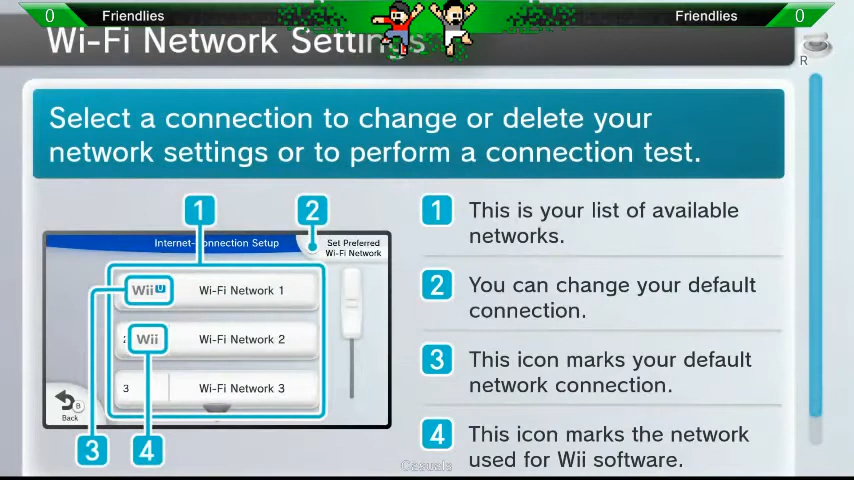 0 Friendlies Friendlies 0
Wi-Fi Network Settings
R
Select a connection to change or delete your
network settings or to perform a connection test.
1 2
Internet-Connection Setup
Set Preferred
Wi-Fi Network
Wii U Wi-Fi Network 1
2 Wii Wi-Fi Network 2
3 Wi-Fi Network 3
B
Back
3 4
1 This is your list of available
networks.
2 You can change your default
connection.
3 This icon marks your default
network connection.
4 This icon marks the network
used for Wii software.
Casuals